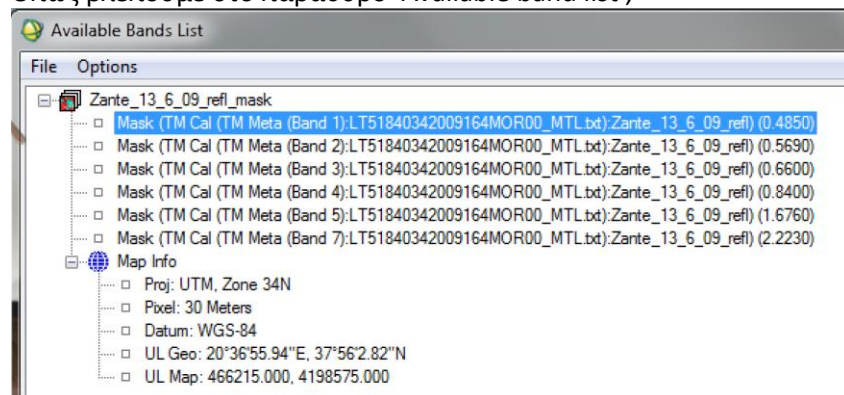 Available Bands List
File Options
Zante_13_6_09_refl_mask
Mask (TM Cal (TM Meta (Band 1):LT51840342009164MOR00_MTL.txt):Zante_13_6_09_refl) (0.4850)
Mask (TM Cal (TM Meta (Band 2):LT51840342009164MOR00_MTL.txt):Zante_13_6_09_refl) (0.5690)
Mask (TM Cal (TM Meta (Band 3):LT51840342009164MOR00_MTL.txt):Zante_13_6_09_refl) (0.6600)
Mask (TM Cal (TM Meta (Band 4):LT51840342009164MOR00_MTL.txt):Zante_13_6_09_refl) (0.8400)
Mask (TM Cal (TM Meta (Band 5):LT51840342009164MOR00_MTL.txt):Zante_13_6_09_refl) (1.6760)
Mask (TM Cal (TM Meta (Band 7):LT51840342009164MOR00_MTL.txt):Zante_13_6_09_refl) (2.2230)
Map Info
Proj: UTM, Zone 34N
Pixel: 30 Meters
Datum: WGS-84
UL Geo: 20°36'55.94"E, 37°56'2.82"N
UL Map: 466215.000, 4198575.000